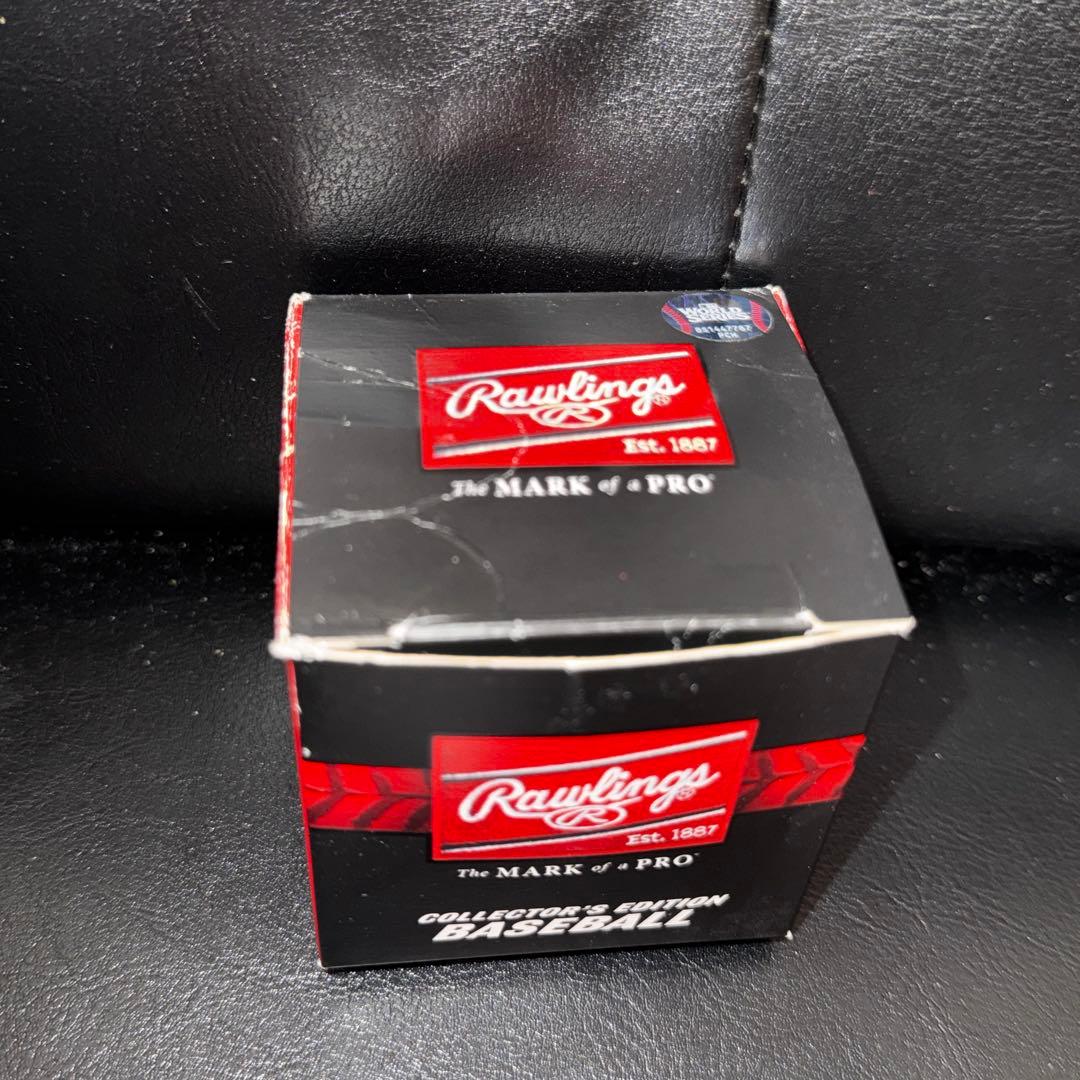 WORLD
SERIES
PCH
Rawlings®
R
Est. 1887
The MARK of a PRO
Rawlings®
R
Est. 1887
The MARK of a PRO
COLLECTOR'S EDITION
BASEBALL